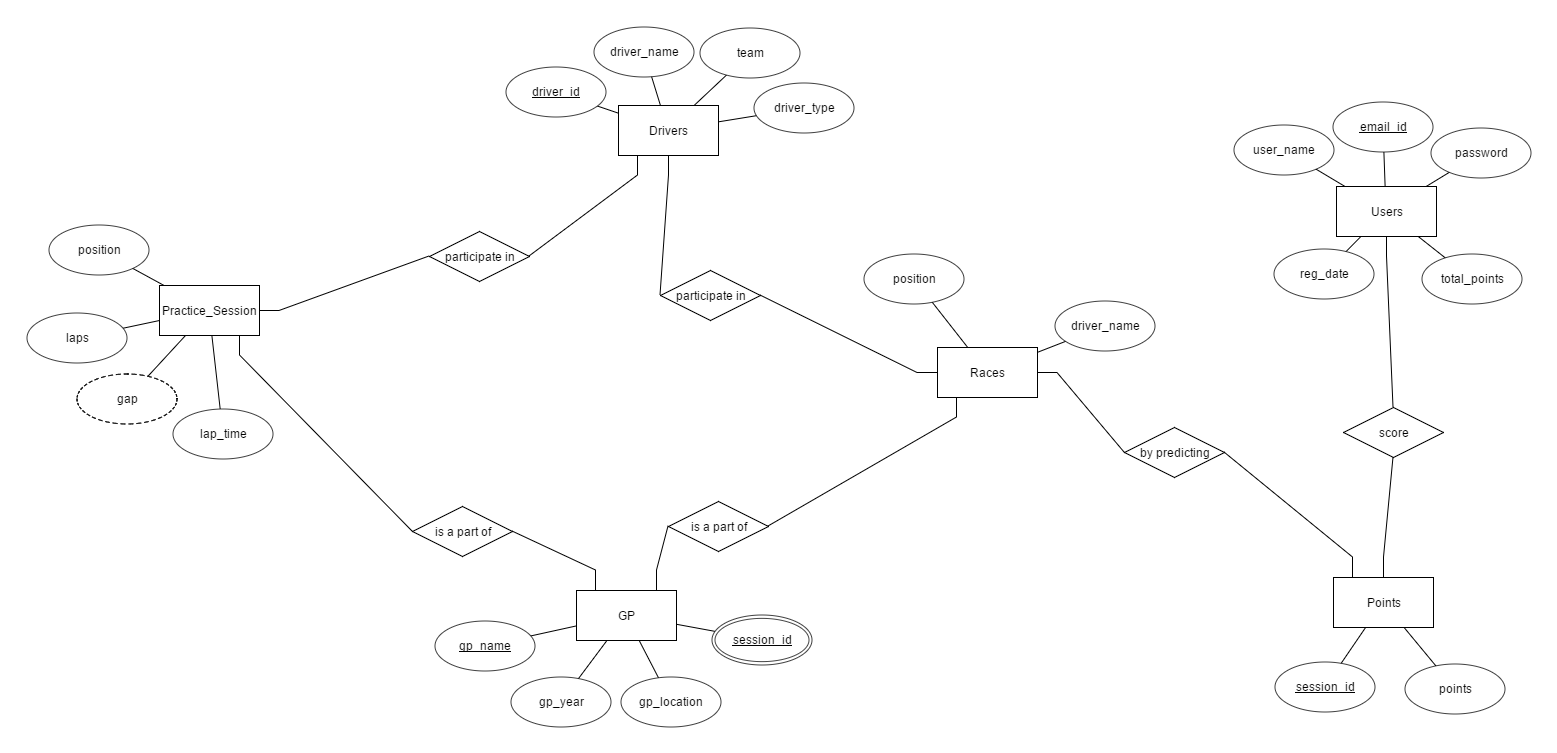 driver_name
team
driver_id
driver_type
Drivers
email_id
user_name
password
Users
reg_date
total_points
position
participate in
Practice_Session
laps
gap
lap_time
participate in
position
driver_name
Races
score
by predicting
is a part of
is a part of
GP
gp_name
session_id
gp_year
gp_location
Points
session_id
points